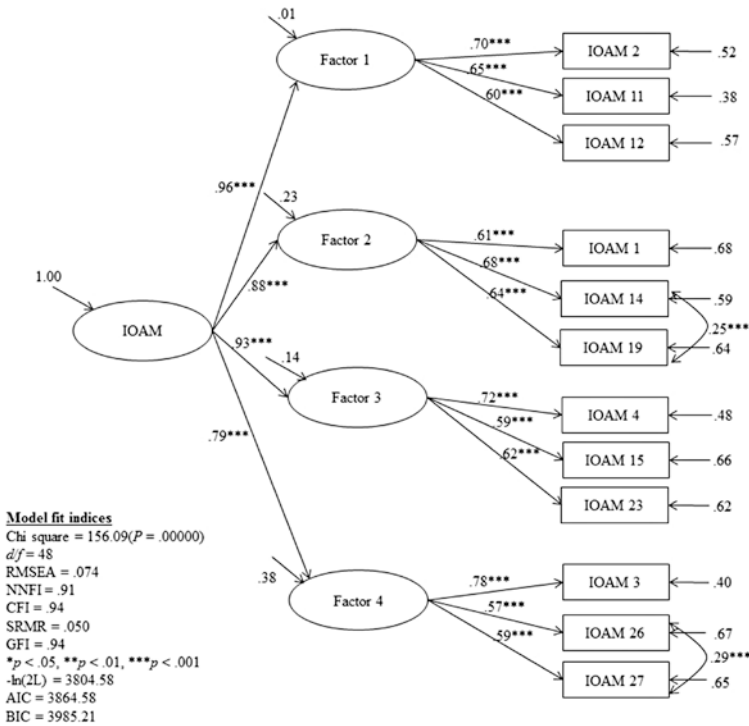 .01
Factor 1
.70***
IOAM 2
.52
.65***
IOAM 11
.38
.60***
IOAM 12
.57
.96***
.23
Factor 2
.61***
IOAM 1
.68
.68***
IOAM 14
.59
.64***
IOAM 19
.64
.25***
.88***
1.00
IOAM
.93***
.14
Factor 3
.72***
IOAM 4
.48
.59***
IOAM 15
.66
.62***
IOAM 23
.62
.79***
.38
Factor 4
.78***
IOAM 3
.40
.57***
IOAM 26
.67
.59***
IOAM 27
.65
.29***
Model fit indices
Chi square = 156.09(P = .00000)
d/f = 48
RMSEA = .074
NNFI = .91
CFI = .94
SRMR = .050
GFI = .94
*p < .05, **p < .01, ***p < .001
-ln(2L) = 3804.58
AIC = 3864.58
BIC = 3985.21